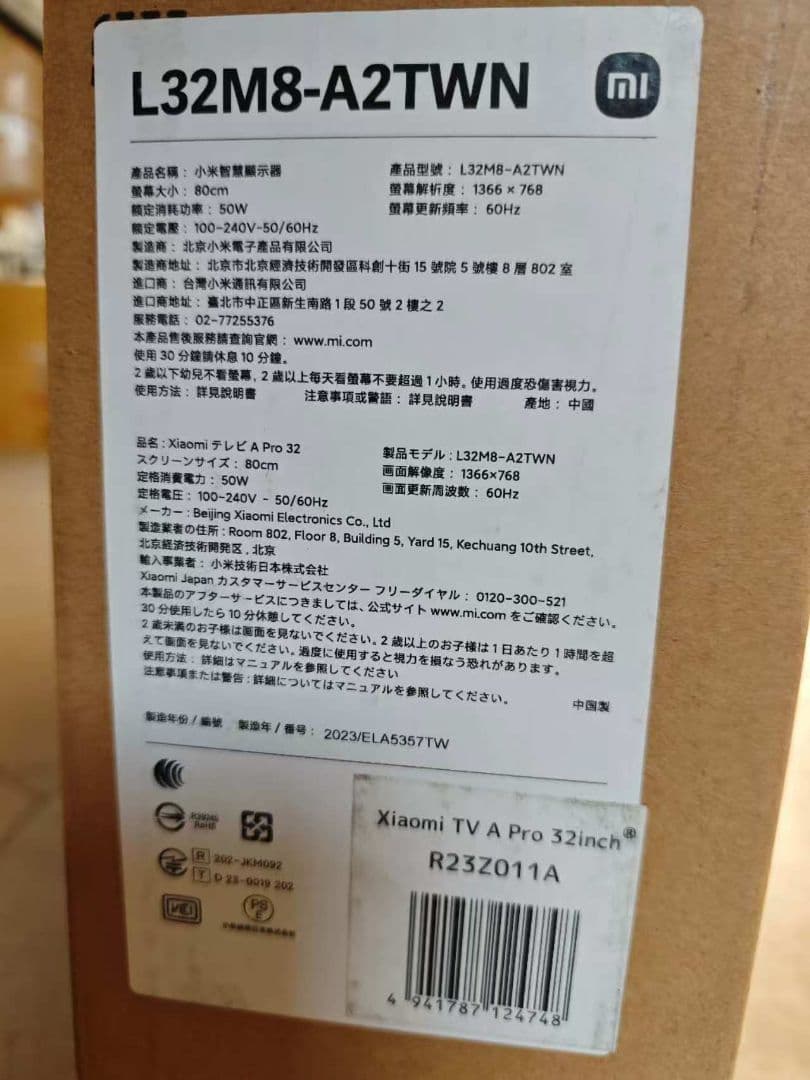 L32M8-A2TWN
mi
產品名稱：小米智慧顯示器 產品型號：L32M8-A2TWN
螢幕大小：80cm 螢幕解析度：1366 × 768
額定消耗功率：50W 螢幕更新頻率：60Hz
額定電壓：100-240V-50/60Hz
製造商：北京小米電子產品有限公司
製造商地址：北京市北京經濟技術開發區科創十街 15 號院 5 號樓 8 層 802 室
進口商：台灣小米通訊有限公司
進口商地址：臺北市中正區新生南路 1 段 50 號 2 樓之 2
服務電話：02-77255376
本產品售後服務請查詢官網：www.mi.com
使用 30 分鐘請休息 10 分鐘。
2 歲以下幼兒不看螢幕，2 歲以上每天看螢幕不要超過 1 小時。使用過度恐傷害視力。
使用方法：詳見說明書 注意事項或警語：詳見說明書 產地：中國
品名：Xiaomi テレビ A Pro 32 製品モデル：L32M8-A2TWN
スクリーンサイズ：80cm 画面解像度：1366×768
定格消費電力：50W 画面更新周波数：60Hz
定格電圧：100-240V - 50/60Hz
メーカー：Beijing Xiaomi Electronics Co., Ltd
製造業者の住所：Room 802, Floor 8, Building 5, Yard 15, Kechuang 10th Street,
北京経済技術開発区，北京
輸入事業者：小米技術日本株式会社
Xiaomi Japan カスタマーサービスセンター フリーダイヤル：0120-300-521
本製品のアフターサービスにつきましては、公式サイト www.mi.com をご確認ください。
30 分使用したら 10 分休憩してください。
2 歳未満のお子様は画面を見ないでください。2 歳以上のお子様は 1 日あたり 1 時間を超
えて画面を見ないでください。過度に使用すると視力を損なう恐れがあります。
使用方法：詳細はマニュアルを参照してください
注意事項または警告：詳細についてはマニュアルを参照してください。 中国製
製造年份 / 編號 製造年 / 番号：2023/ELA5357TW
RoHS
R 202-JKM092
T D 23-0019 202
PS
E
Xiaomi TV A Pro 32inch®
R23Z011A
4 941787 124748